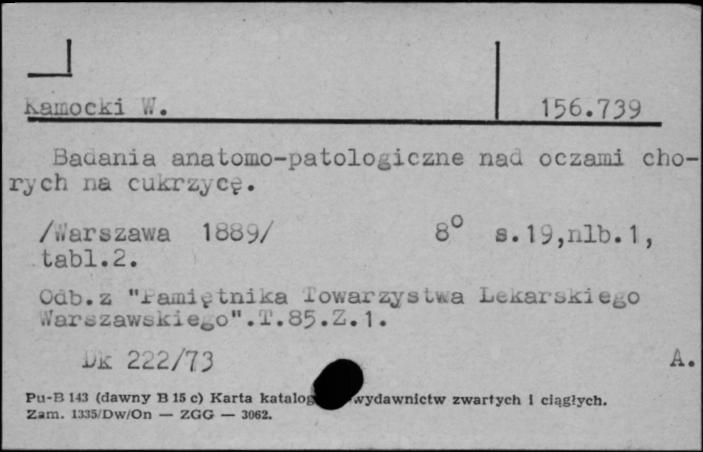 Kamocki W.
156.739
Badania anatomo-patologiczne nad oczami cho-
rych na cukrzycę.
/Warszawa 1889/ 8° s.19,nlb.1,
tabl.2.
Odb.z "Pamiętnika Towarzystwa Lekarskiego
Warszawskiego".T.85.Z.1.
Dk 222/73 A.
Pu-B 143 (dawny B 15 c) Karta katalog wydawnictw zwartych i ciągłych.
Zam. 1335/Dw/On — ZGG — 3062.